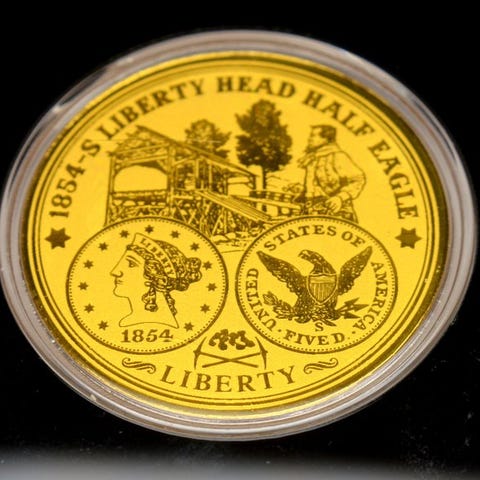 1854-S LIBERTY HEAD HALF EAGLE
LIBERTY
1854
UNITED STATES OF AMERICA
S
FIVE D.
LIBERTY